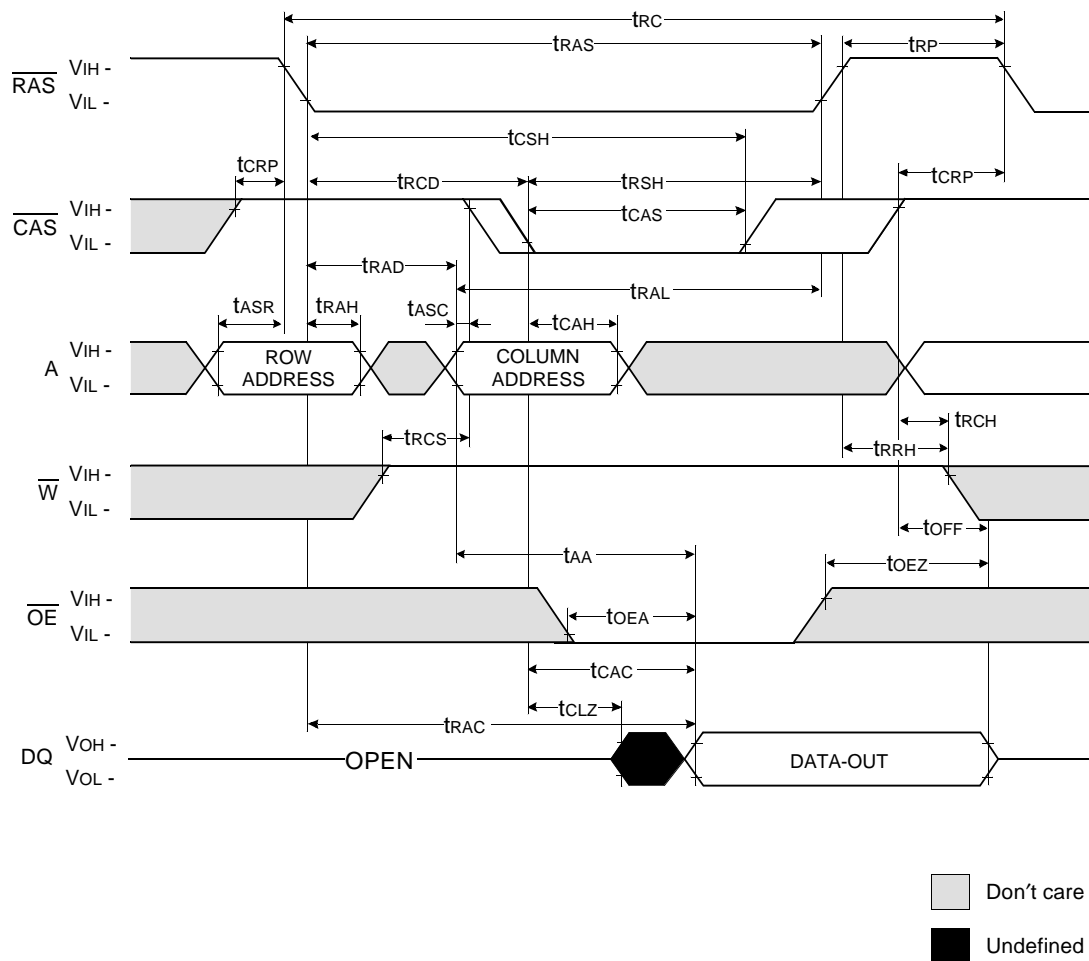 tRC
tRAS
tRP
RAS
VIH -
VIL -
tCSH
tCRP
tRCD
tRSH
tCRP
CAS
VIH -
VIL -
tCAS
tRAD
tRAL
tASR
tRAH
tASC
tCAH
A
VIH -
VIL -
ROW
ADDRESS
COLUMN
ADDRESS
tRCS
tRCH
tRRH
W
VIH -
VIL -
tOFF
tAA
tOEZ
OE
VIH -
VIL -
tOEA
tCAC
tCLZ
tRAC
DQ
VOH -
VOL -
OPEN
DATA-OUT
Don′t care
Undefined